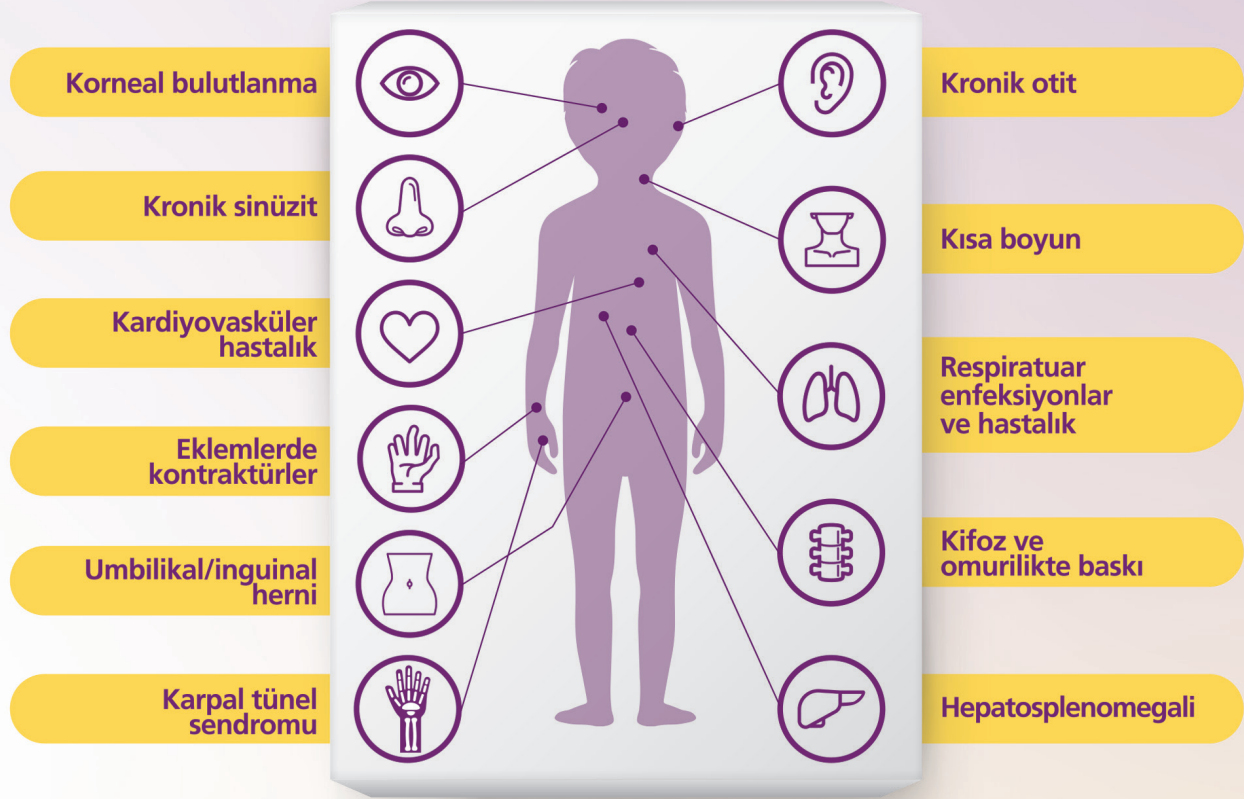 Korneal bulutlanma
Kronik sinüzit
Kardiyovasküler
hastalık
Eklemlerde
kontraktürler
Umbilikal/inguinal
herni
Karpal tünel
sendromu
Kronik otit
Kısa boyun
Respiratuar
enfeksiyonlar
ve hastalık
Kifoz ve
omurilikte baskı
Hepatosplenomegali